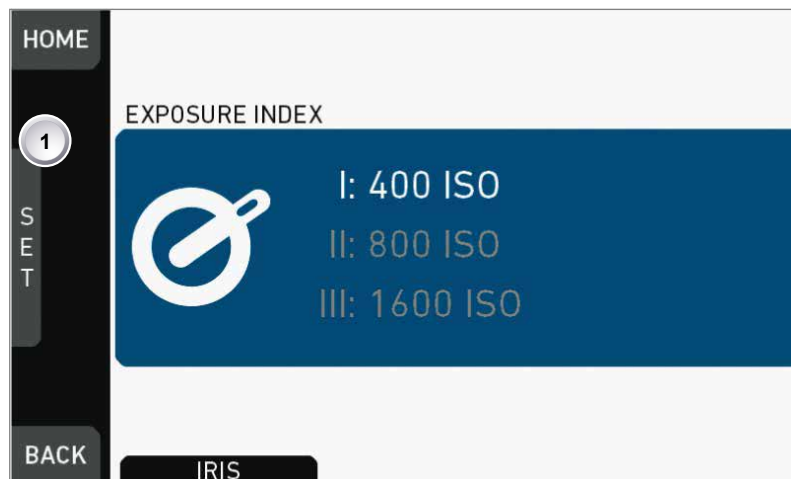 HOME
EXPOSURE INDEX
1
I: 400 ISO
S
E
T
II: 800 ISO
III: 1600 ISO
BACK
IRIS